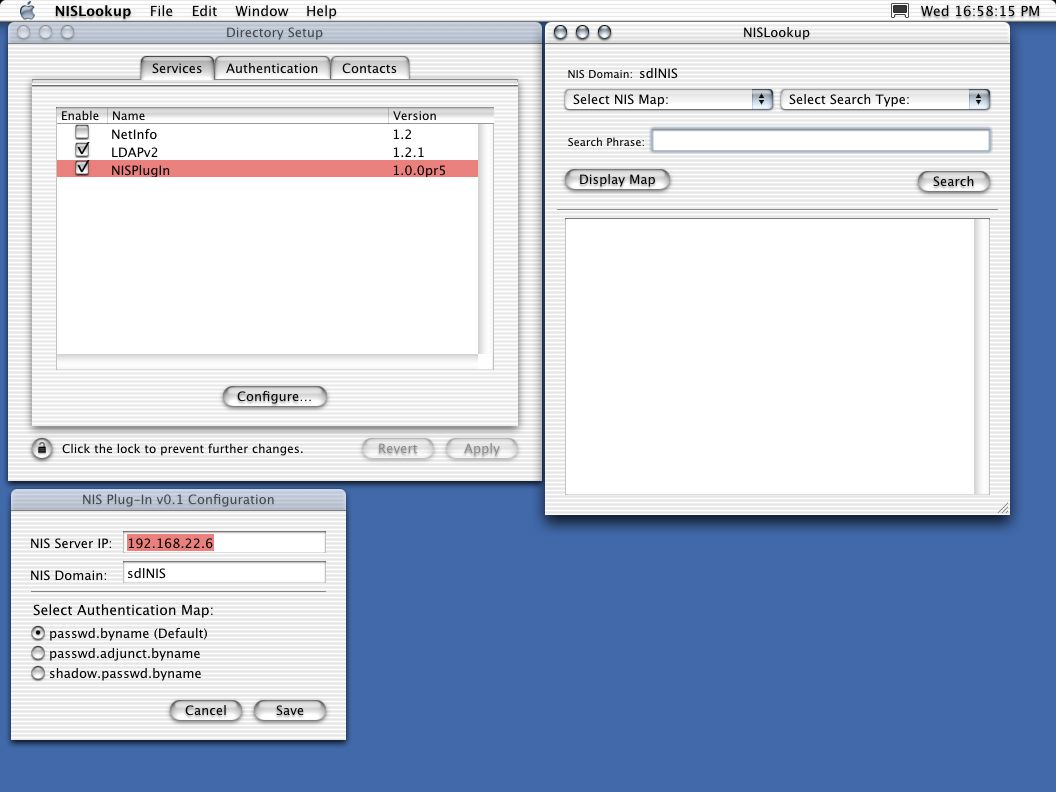 NISLookup File Edit Window Help Wed 16:58:15 PM
Directory Setup
Services Authentication Contacts
Enable Name Version
NetInfo 1.2
LDAPv2 1.2.1
NISPlugIn 1.0.0pr5
Configure...
Click the lock to prevent further changes. Revert Apply
NISLookup
NIS Domain: sdlNIS
Select NIS Map: Select Search Type:
Search Phrase:
Display Map Search
NIS Plug-In v0.1 Configuration
NIS Server IP: 192.168.22.6
NIS Domain: sdlNIS
Select Authentication Map:
passwd.byname (Default)
passwd.adjunct.byname
shadow.passwd.byname
Cancel Save